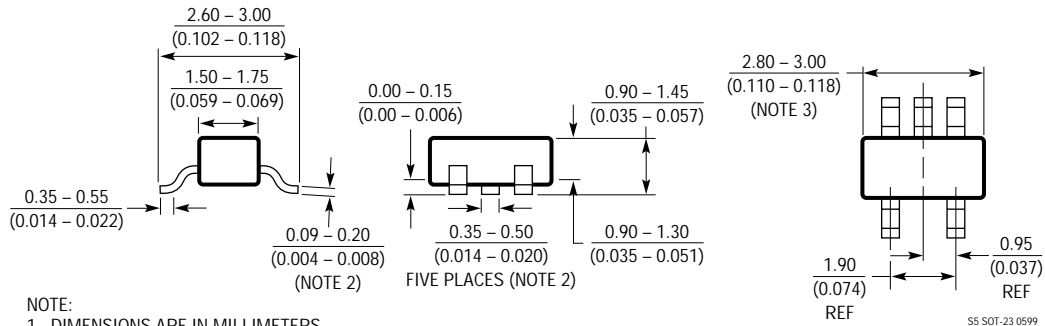 2.60 – 3.00
(0.102 – 0.118)
1.50 – 1.75
(0.059 – 0.069)
0.35 – 0.55
(0.014 – 0.022)
0.09 – 0.20
(0.004 – 0.008)
(NOTE 2)
0.00 – 0.15
(0.00 – 0.006)
0.90 – 1.45
(0.035 – 0.057)
0.35 – 0.50
(0.014 – 0.020)
FIVE PLACES (NOTE 2)
0.90 – 1.30
(0.035 – 0.051)
2.80 – 3.00
(0.110 – 0.118)
(NOTE 3)
1.90
(0.074)
REF
0.95
(0.037)
REF
NOTE:
1. DIMENSIONS ARE IN MILLIMETERS
S5 SOT-23 0599